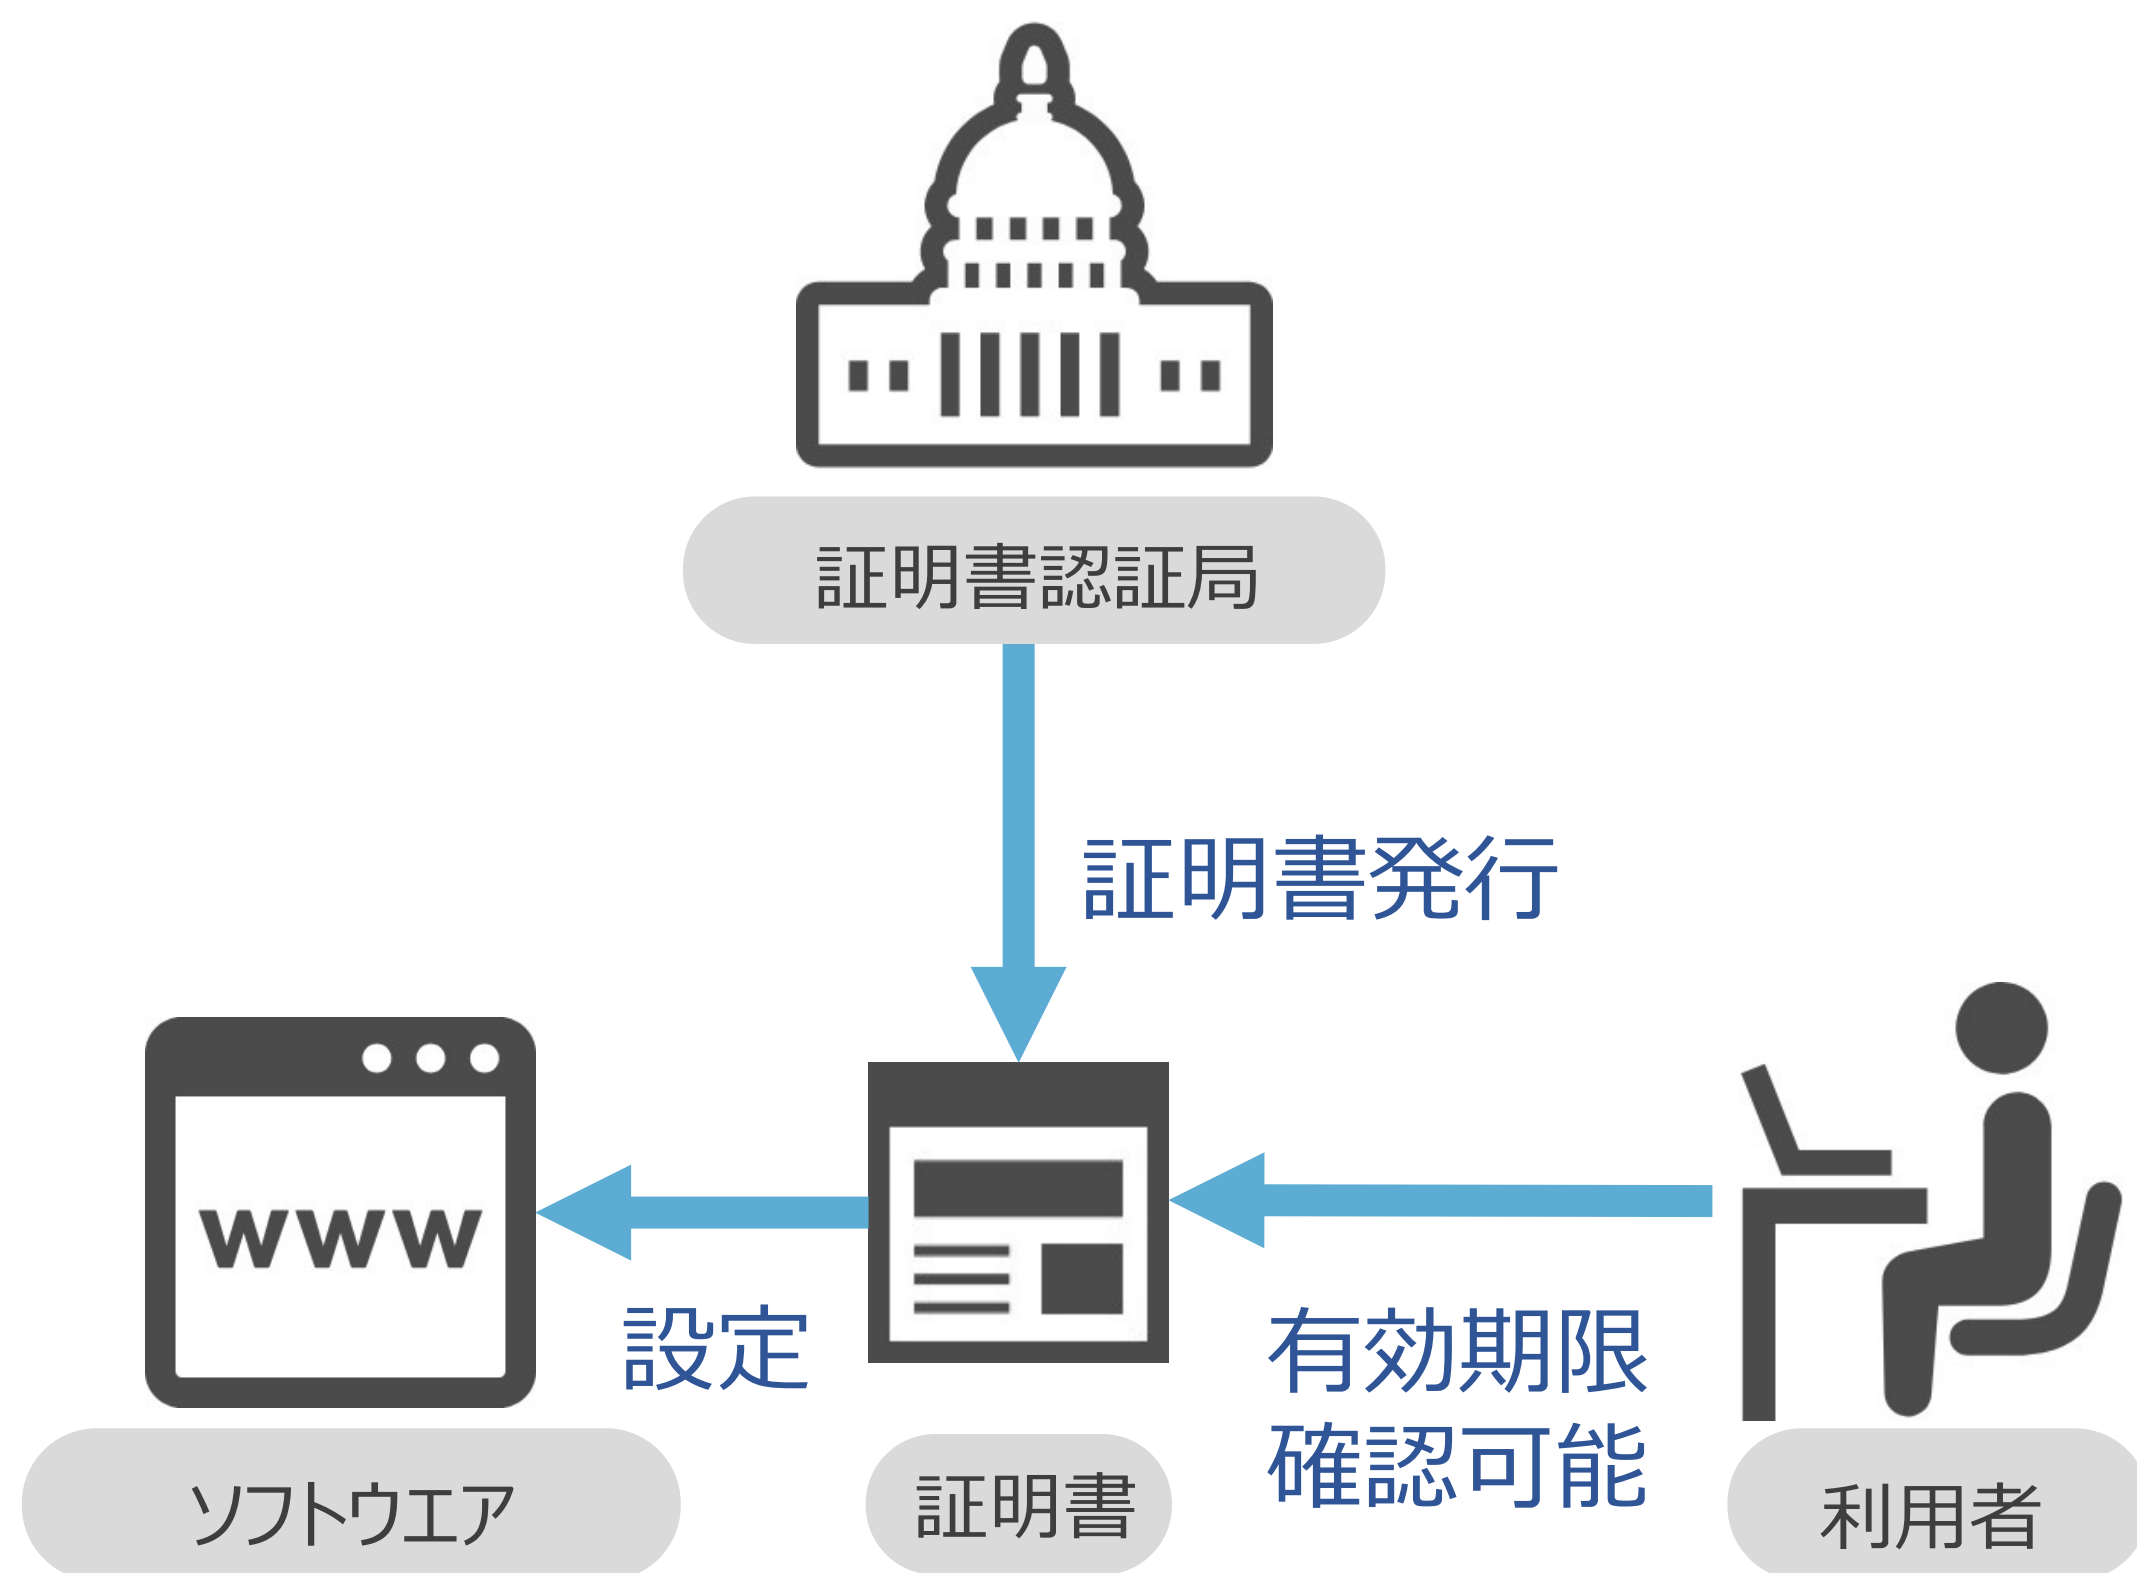 証明書認証局
証明書発行
www
設定
有効期限
確認可能
ソフトウエア
証明書
利用者